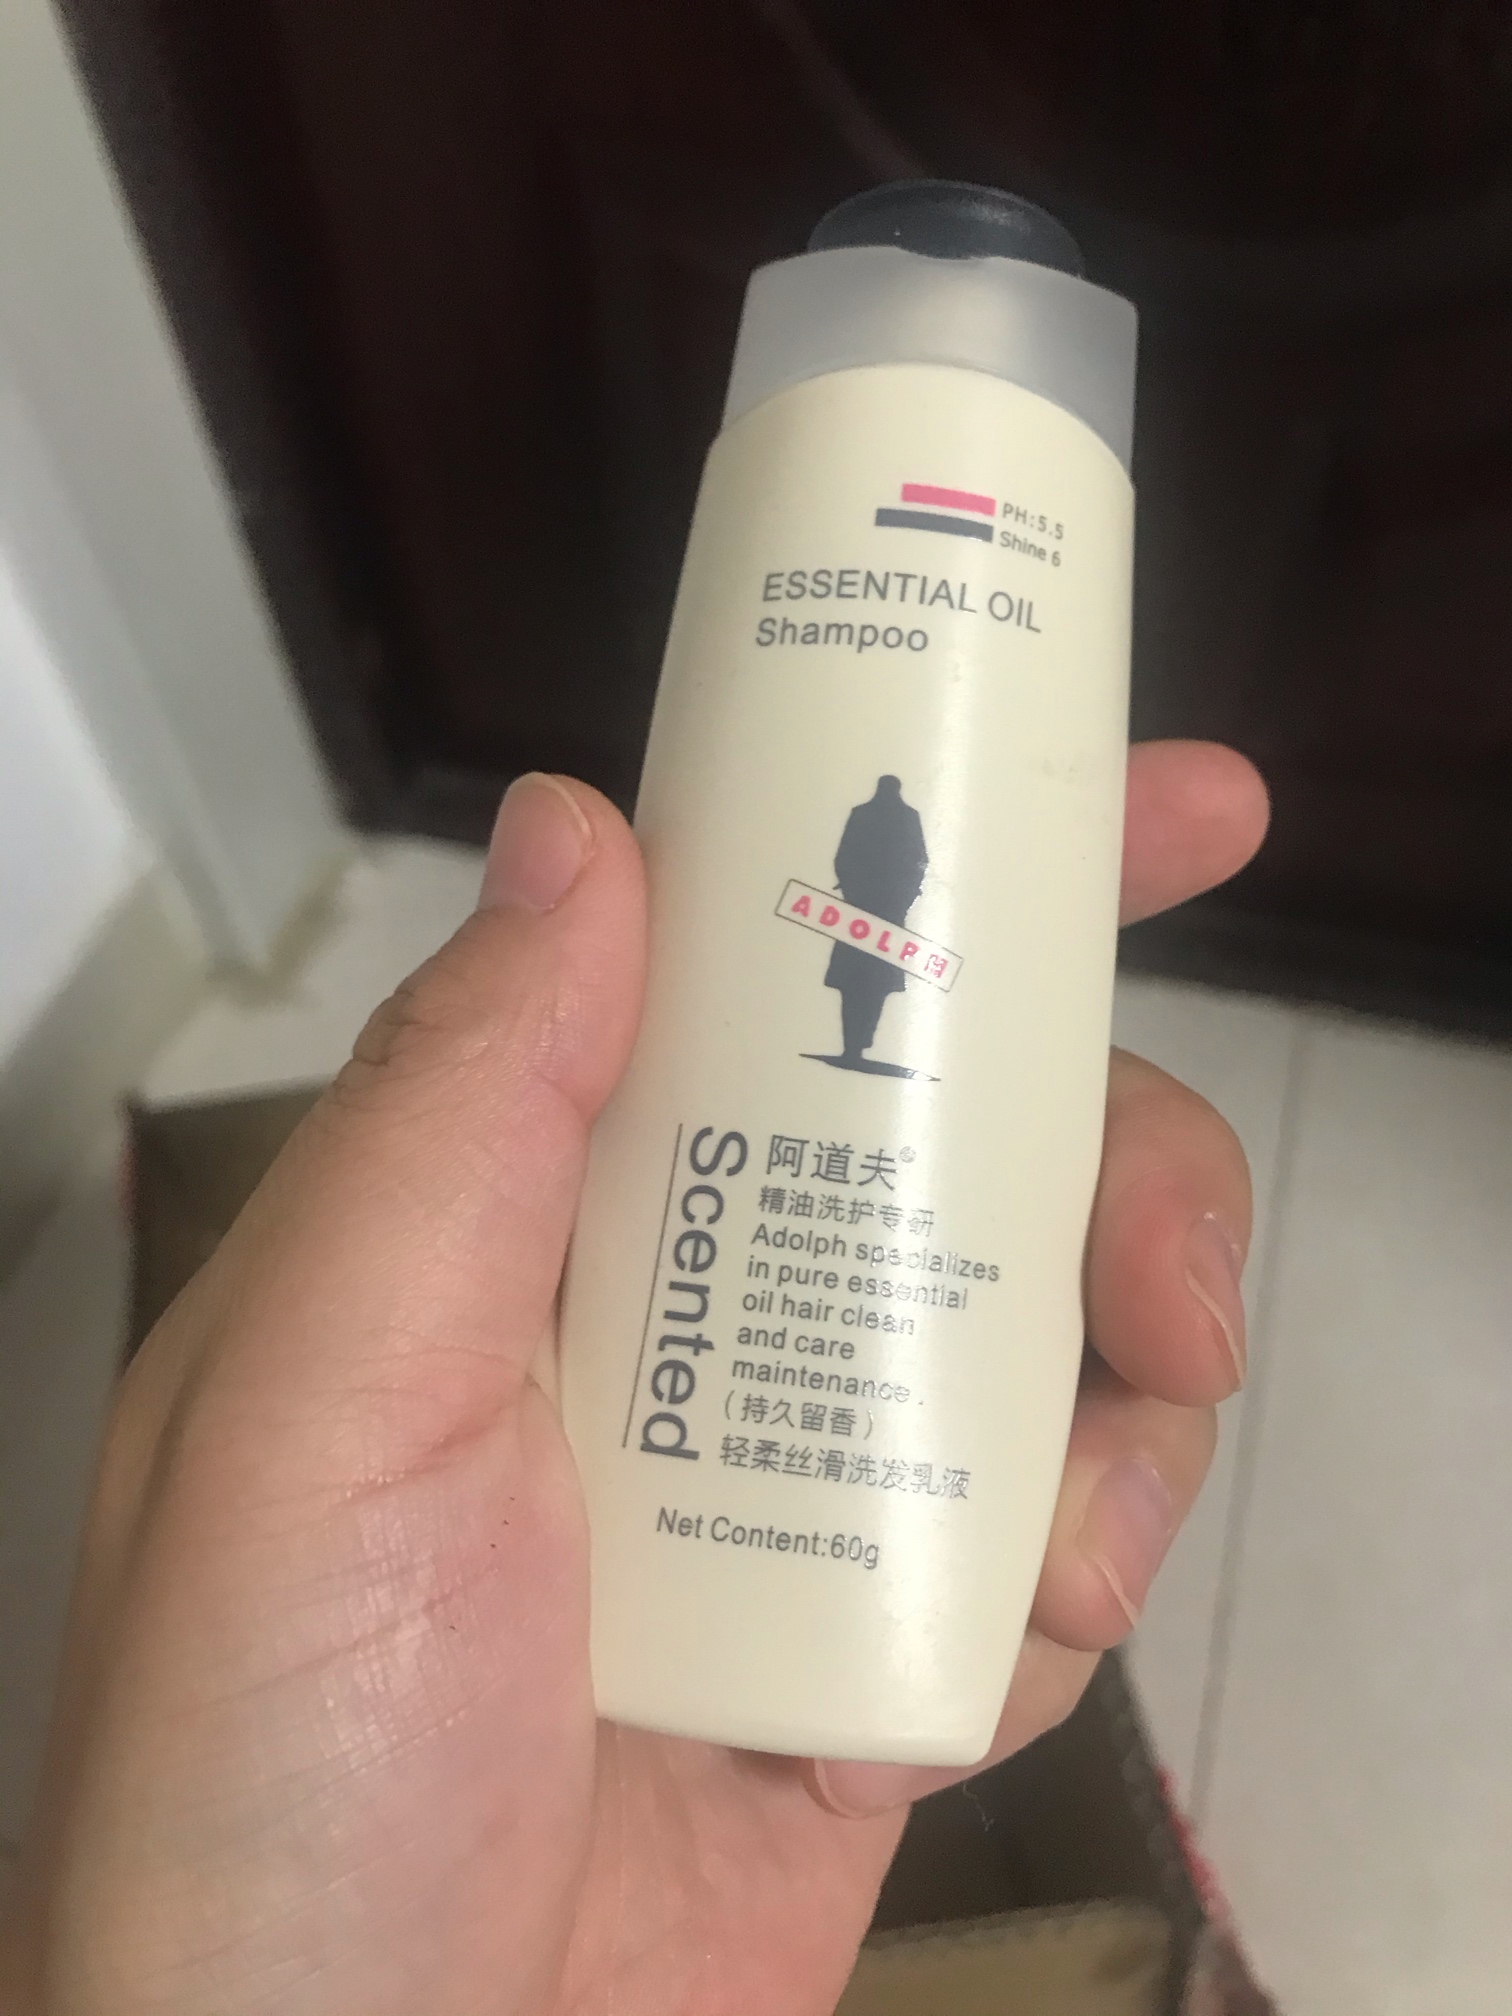 PH:5.5
Shine 6
ESSENTIAL OIL
Shampoo
ADOLPH
Scented
阿道夫®
精油洗护专研
Adolph specializes
in pure essential
oil hair clean
and care
maintenance .
（持久留香）
轻柔丝滑洗发乳液
Net Content:60g